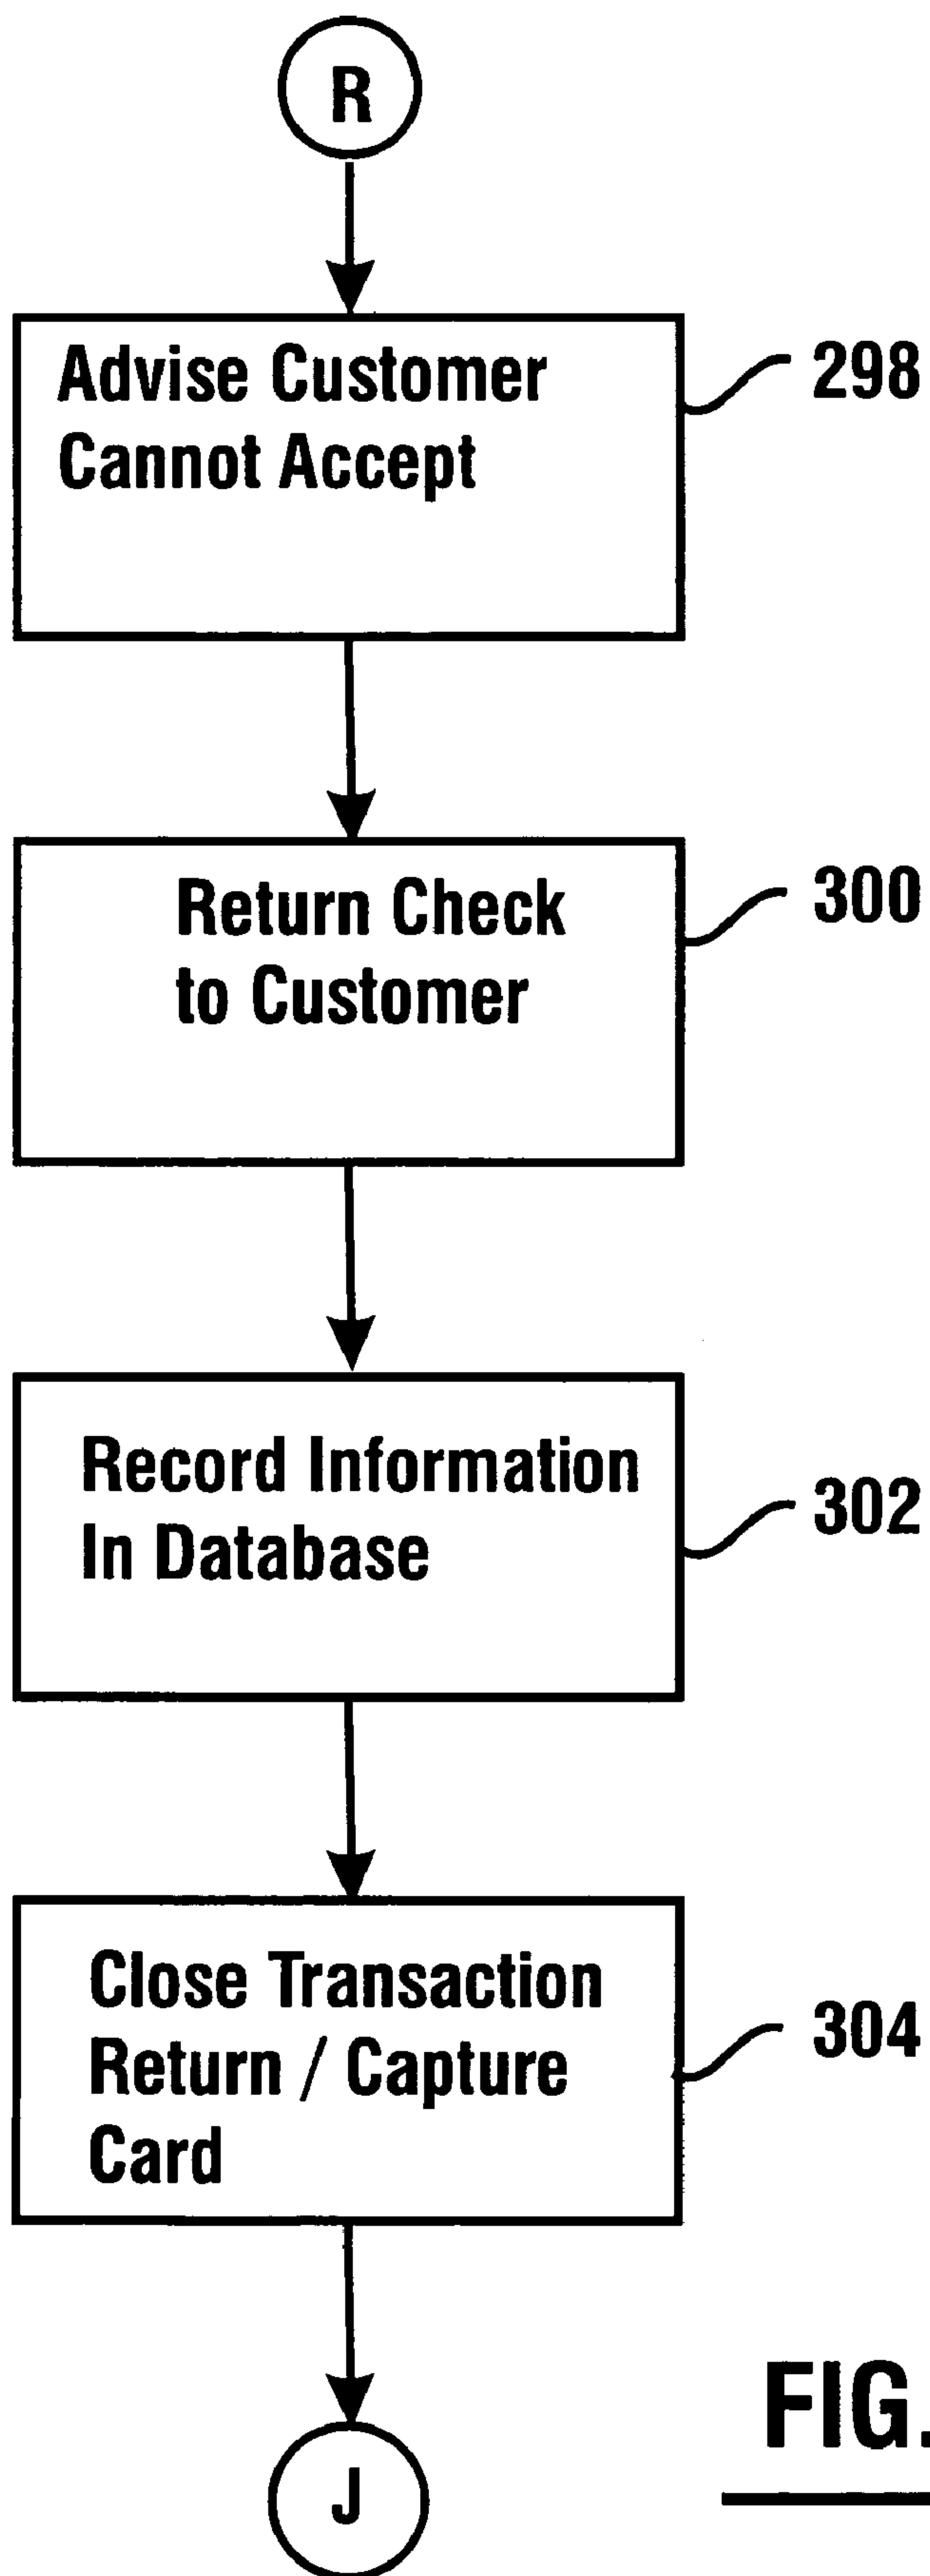 R
Advise Customer
Cannot Accept
298
Return Check
to Customer
300
Record Information
In Database
302
Close Transaction
Return / Capture
Card
304
J
FIG.